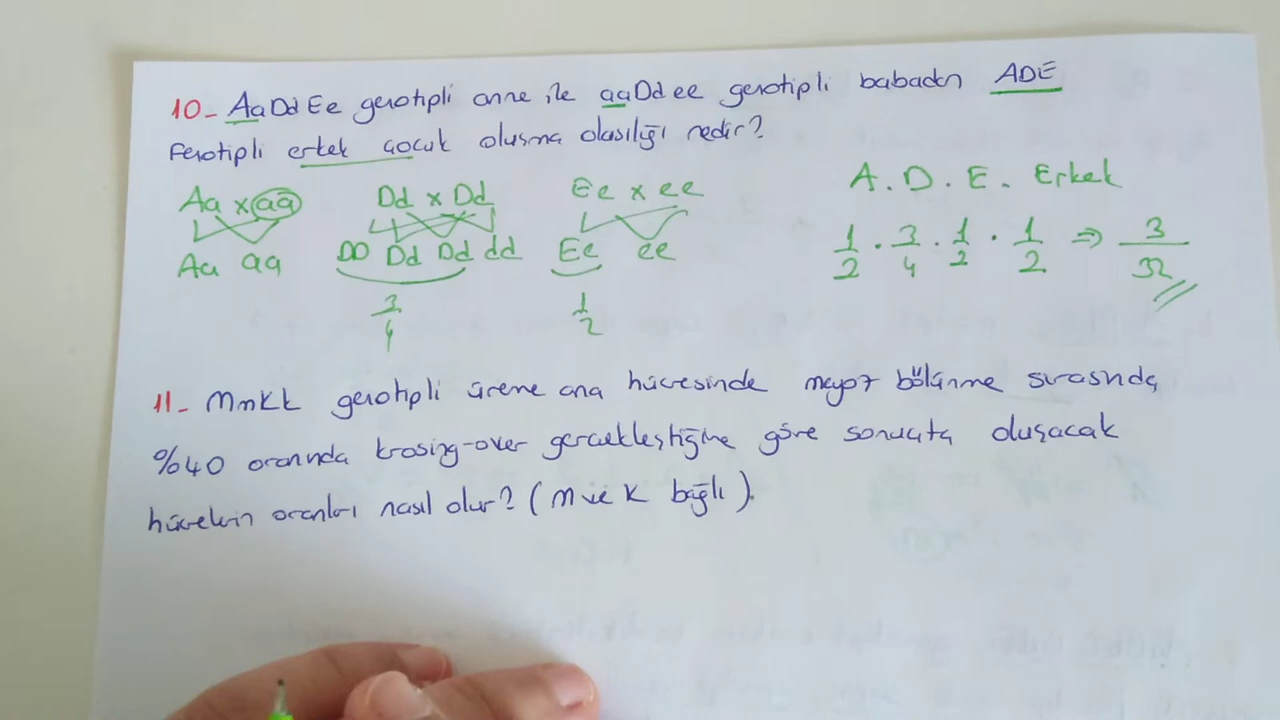 10- AaDdEe genotipli anne ile aaDdee genotipli babadan ADE
Fenotipli erkek çocuk oluşma olasılığı nedir?
Aa x aa
Aa aa
Dd x Dd
DD Dd Dd dd
3/4
Ee x ee
Ee ee
1/2
A . D . E . Erkek
1/2 . 3/4 . 1/2 . 1/2 ⇒ 3/32
11- MmKk genotipli üreme ana hücresinde mayoz bölünme sırasında,
%40 oranında krosing-over gerçekleştiğine göre sonuçta oluşacak
hücrelerin oranları nasıl olur? (M ve K bağlı).